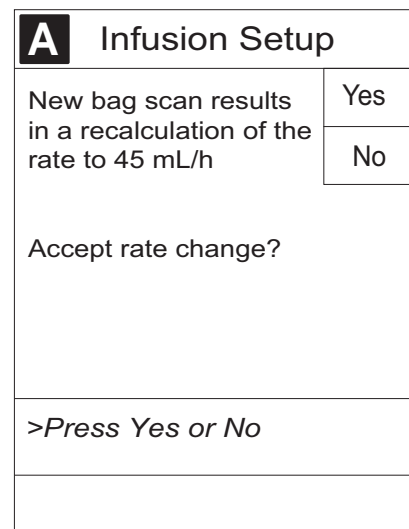 A Infusion Setup
New bag scan results
in a recalculation of the
rate to 45 mL/h
Yes
No
Accept rate change?
>Press Yes or No